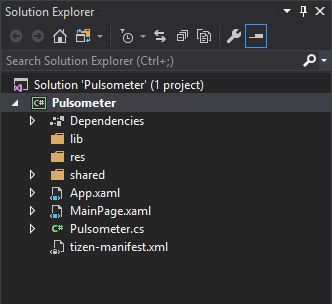 Solution Explorer
Search Solution Explorer (Ctrl+;)
Solution 'Pulsometer' (1 project)
C# Pulsometer
Dependencies
lib
res
shared
App.xaml
MainPage.xaml
C# Pulsometer.cs
tizen-manifest.xml